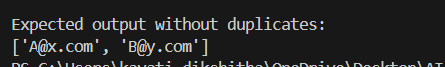 Expected output without duplicates:
['A@x.com', 'B@y.com']